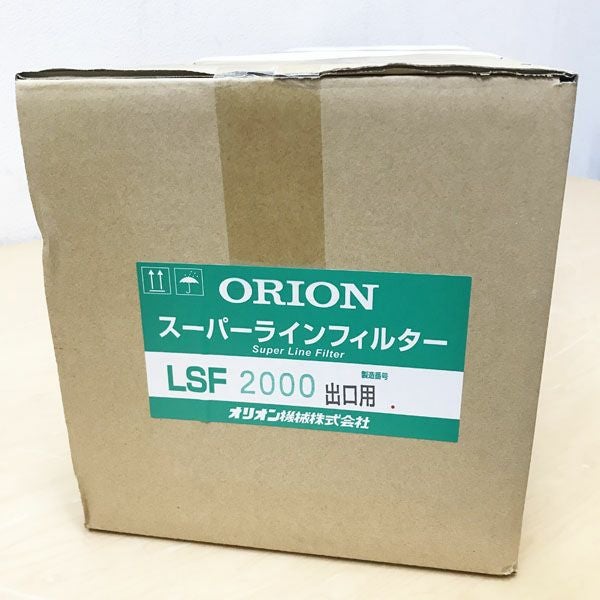 ORION
スーパーラインフィルター
Super Line Filter
LSF 2000 出口用 製造番号
オリオン機械株式会社